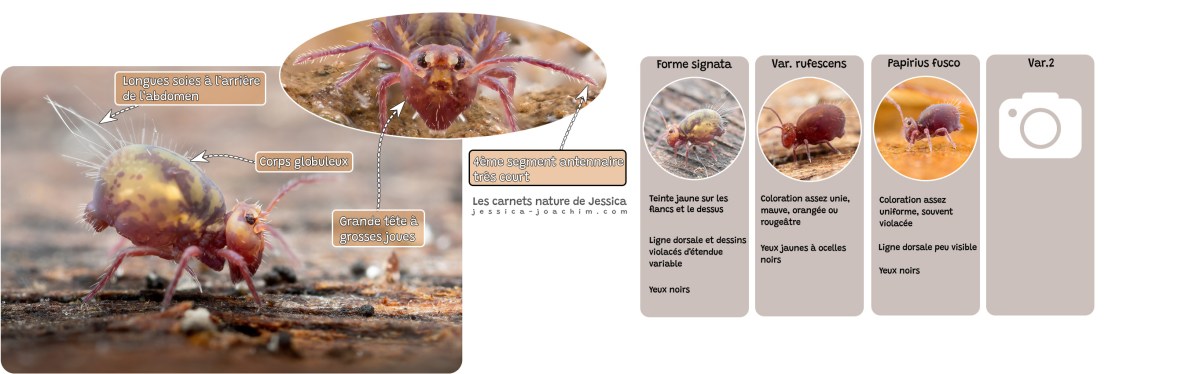 Longues soies à l'arrière
de l'abdomen
Corps globuleux
Grande tête à
grosses joues
4ème segment antennaire
très court
Les carnets nature de Jessica
jessica-joachim.com
Forme signata
Teinte jaune sur les
flancs et le dessus
Ligne dorsale et dessins
violacés d'étendue
variable
Yeux noirs
Var. rufescens
Coloration assez unie,
mauve, orangée ou
rougeâtre
Yeux jaunes à ocelles
noirs
Papirius fusco
Coloration assez
uniforme, souvent
violacée
Ligne dorsale peu visible
Yeux noirs
Var.2